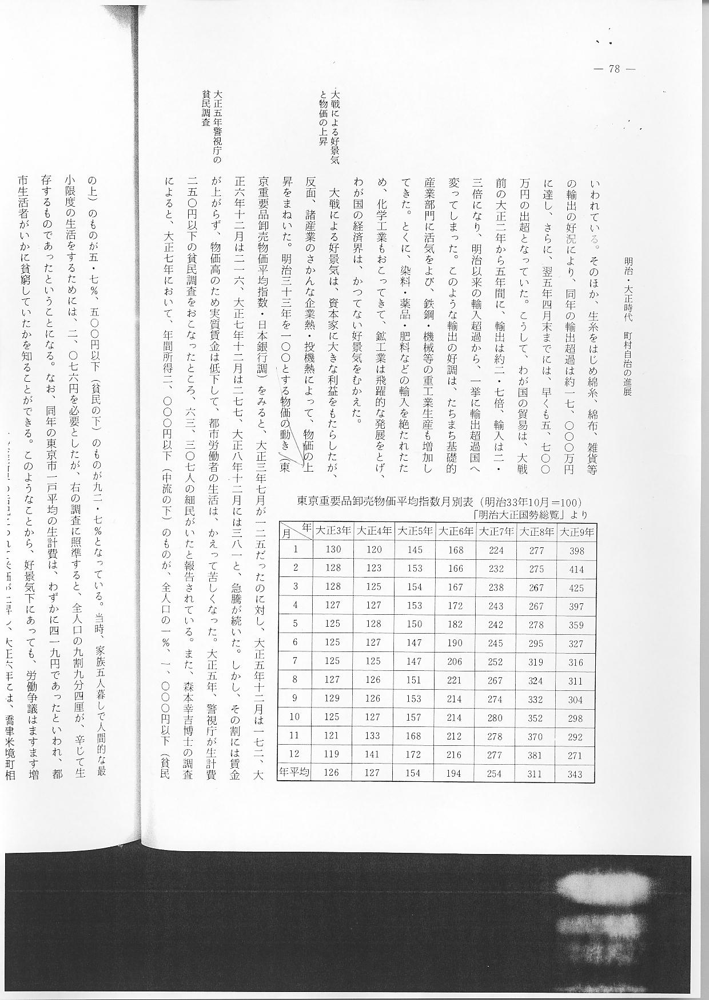 ― 78 ―
明治・大正時代　町村自治の進展
いわれている。そのほか、生糸をはじめ綿糸、綿布、雑貨等
の輸出の好況により、同年の輸出超過は約一七、〇〇〇万円
に達し、さらに、翌五年四月末までには、早くも五、七〇〇
万円の出超となっていた。こうして、わが国の貿易は、大戦
前の大正二年から五年間に、輸出は約二・七倍、輸入は二・
三倍になり、明治以来の輸入超過から、一挙に輸出超過国へ
変ってしまった。このような輸出の好調は、たちまち基礎的
産業部門に活気をよび、鉄鋼・機械等の重工業生産も増加し
てきた。とくに、染料・薬品・肥料などの輸入を絶たれたた
め、化学工業もおこってきて、鉱工業は飛躍的な発展をとげ、
わが国の経済界は、かつてない好景気をむかえた。
大戦による好景気
と物価の上昇
　大戦による好景気は、資本家に大きな利益をもたらしたが、
反面、諸産業のさかんな企業熱・投機熱によって、物価の上
昇をまねいた。明治三十三年を一〇〇とする物価の動き（東
京重要品卸売物価平均指数・日本銀行調）をみると、大正三年七月が一二五だったのに対し、大正五年十二月は一七二、大
正六年十二月は二一六、大正七年十二月は二七七、大正八年十二月には三八一と、急騰が続いた。しかし、その割には賃金
が上がらず、物価高のため実質賃金は低下して、都市労働者の生活は、かえって苦しくなった。大正五年、警視庁が生計費
大正五年警視庁の
貧民調査
二五〇円以下の貧民調査をおこなったところ、六三、三〇七人の細民がいたと報告されている。また、森本幸吉博士の調査
によると、大正七年において、年間所得二、〇〇〇円以下（中流の下）のものが、全人口の一％、一、〇〇〇円以下（貧民
東京重要品卸売物価平均指数月別表（明治33年10月＝100）
「明治大正国勢総覧」より
月 年 大正3年 大正4年 大正5年 大正6年 大正7年 大正8年 大正9年
1 130 120 145 168 224 277 398
2 128 123 153 166 232 275 414
3 128 125 154 167 238 267 425
4 127 127 153 172 243 267 397
5 125 128 150 182 242 278 359
6 125 127 147 190 245 295 327
7 125 125 147 206 252 319 316
8 127 126 151 221 267 324 311
9 129 126 153 214 274 332 304
10 125 127 157 214 280 352 298
11 121 133 168 212 278 370 292
12 119 141 172 216 277 381 271
年平均 126 127 154 194 254 311 343
の上）のものが五・七％、五〇〇円以下（貧民の下）のものが九二・七％となっている。当時、家族五人暮しで人間的な最
小限度の生活をするためには、二、〇七六円を必要としたが、右の調査に照準すると、全人口の九割九分四厘が、辛じて生
存するものであったということになる。なお、同年の東京市一戸平均の生計費は、わずかに四一九円であったといわれ、都
市生活者がいかに貧窮していたかを知ることができる。このようなことから、好景気下にあっても、労働争議はますます増